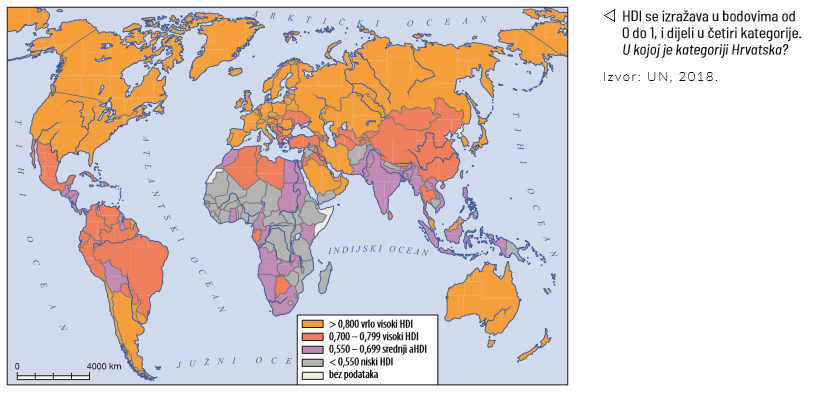 ARKTIČKI OCEAN
TIHI OCEAN
ATLANTSKI OCEAN
TIHI OCEAN
INDIJSKI OCEAN
JUŽNI OCE
0 4000 km
> 0,800 vrlo visoki HDI
0,700 – 0,799 visoki HDI
0,550 – 0,699 srednji aHDI
< 0,550 niski HDI
bez podataka
HDI se izražava u bodovima od
0 do 1, i dijeli u četiri kategorije.
U kojoj je kategoriji Hrvatska?
Izvor: UN, 2018.